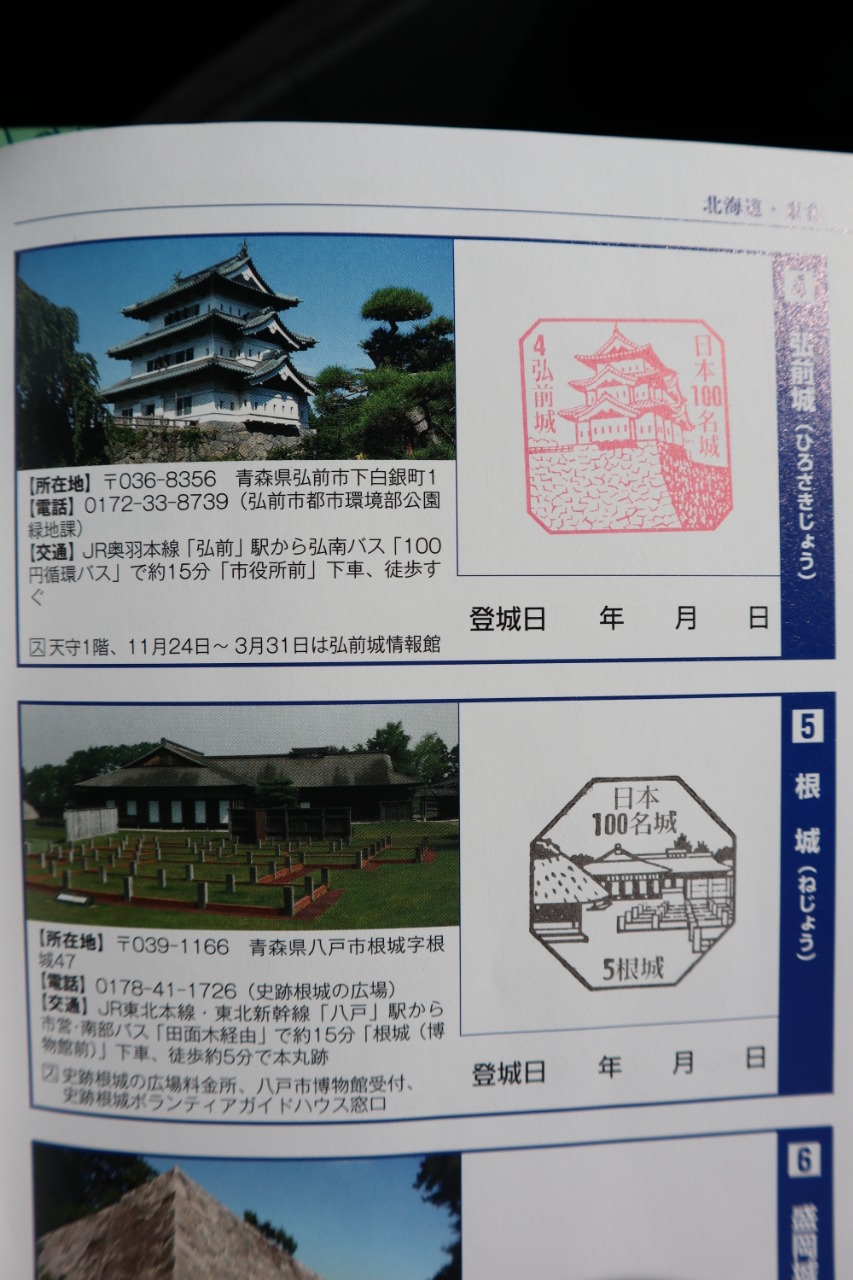 北海道・東北
4 弘前城（ひろさきじょう）
【所在地】〒036-8356　青森県弘前市下白銀町1
【電話】0172-33-8739（弘前市都市環境部公園
緑地課）
【交通】JR奥羽本線「弘前」駅から弘南バス「100
円循環バス」で約15分「市役所前」下車、徒歩す
ぐ
ス 天守1階、11月24日〜3月31日は弘前城情報館
日本100名城
4弘前城
登城日　年　月　日
5 根城（ねじょう）
【所在地】〒039-1166　青森県八戸市根城字根
城47
【電話】0178-41-1726（史跡根城の広場）
【交通】JR東北本線・東北新幹線「八戸」駅から
市営・南部バス「田面木経由」で約15分「根城（博
物館前）」下車、徒歩約5分で本丸跡
ス 史跡根城の広場料金所、八戸市博物館受付、
史跡根城ボランティアガイドハウス窓口
日本
100名城
5根城
登城日　年　月　日
6 盛岡城